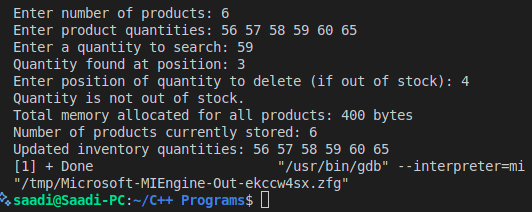 Enter number of products: 6
Enter product quantities: 56 57 58 59 60 65
Enter a quantity to search: 59
Quantity found at position: 3
Enter position of quantity to delete (if out of stock): 4
Quantity is not out of stock.
Total memory allocated for all products: 400 bytes
Number of products currently stored: 6
Updated inventory quantities: 56 57 58 59 60 65
[1] + Done                       "/usr/bin/gdb" --interpreter=mi
"/tmp/Microsoft-MIEngine-Out-ekccw4sx.zfg"
saadi@Saadi-PC:~/C++ Programs$